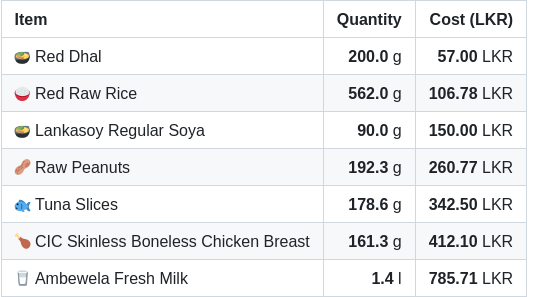 Item Quantity Cost (LKR)
Red Dhal 200.0 g 57.00 LKR
Red Raw Rice 562.0 g 106.78 LKR
Lankasoy Regular Soya 90.0 g 150.00 LKR
Raw Peanuts 192.3 g 260.77 LKR
Tuna Slices 178.6 g 342.50 LKR
CIC Skinless Boneless Chicken Breast 161.3 g 412.10 LKR
Ambewela Fresh Milk 1.4 l 785.71 LKR